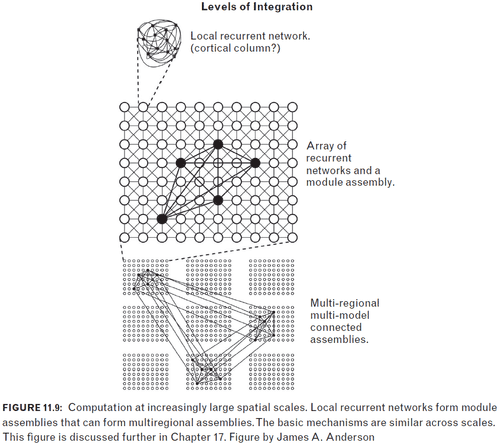 Levels of Integration
Local recurrent network.
(cortical column?)
Array of
recurrent
networks and a
module assembly.
Multi-regional
multi-model
connected
assemblies.
FIGURE 11.9: Computation at increasingly large spatial scales. Local recurrent networks form module
assemblies that can form multiregional assemblies. The basic mechanisms are similar across scales.
This figure is discussed further in Chapter 17. Figure by James A. Anderson